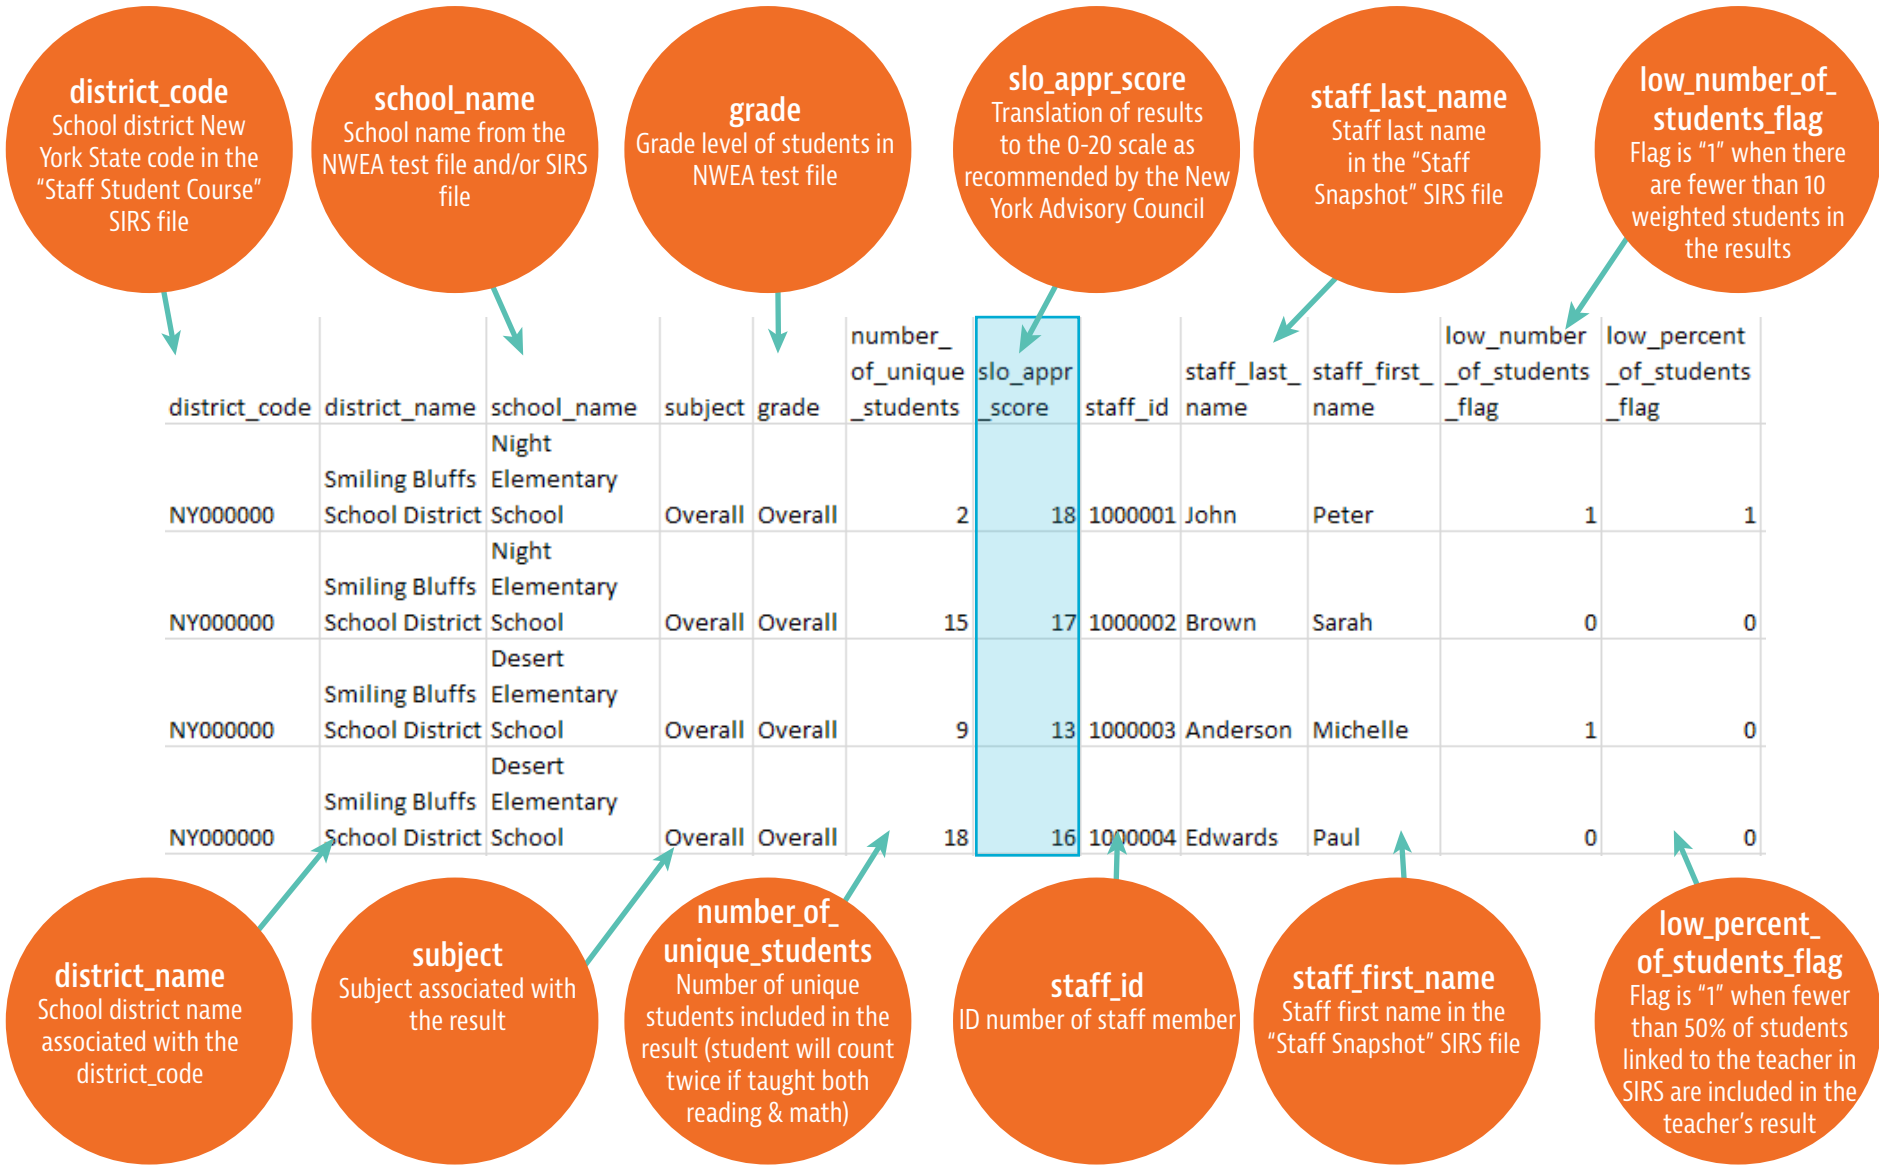 district_code
School district New
York State code in the
“Staff Student Course”
SIRS file
school_name
School name from the
NWEA test file and/or SIRS
file
grade
Grade level of students in
NWEA test file
slo_appr_score
Translation of results
to the 0-20 scale as
recommended by the New
York Advisory Council
staff_last_name
Staff last name
in the “Staff
Snapshot” SIRS file
low_number_of_
students_flag
Flag is “1” when there
are fewer than 10
weighted students in
the results
number_ low_number low_percent
of_unique slo_appr staff_last_ staff_first_ _of_students _of_students
district_code district_name school_name subject grade _students _score staff_id name name _flag _flag
Night
Smiling Bluffs Elementary
NY000000 School District School Overall Overall 2 18 1000001 John Peter 1 1
Night
Smiling Bluffs Elementary
NY000000 School District School Overall Overall 15 17 1000002 Brown Sarah 0 0
Desert
Smiling Bluffs Elementary
NY000000 School District School Overall Overall 9 13 1000003 Anderson Michelle 1 0
Desert
Smiling Bluffs Elementary
NY000000 School District School Overall Overall 18 16 1000004 Edwards Paul 0 0
district_name
School district name
associated with the
district_code
subject
Subject associated with
the result
number_of_
unique_students
Number of unique
students included in the
result (student will count
twice if taught both
reading & math)
staff_id
ID number of staff member
staff_first_name
Staff first name in the
“Staff Snapshot” SIRS file
low_percent_
of_students_flag
Flag is “1” when fewer
than 50% of students
linked to the teacher in
SIRS are included in the
teacher’s result